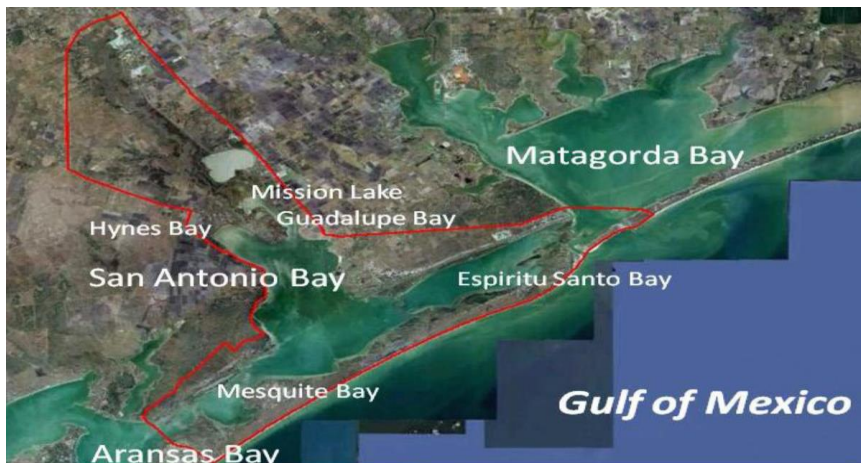 Matagorda Bay
Mission Lake
Guadalupe Bay
Hynes Bay
San Antonio Bay
Espiritu Santo Bay
Mesquite Bay
Gulf of Mexico
Aransas Bay